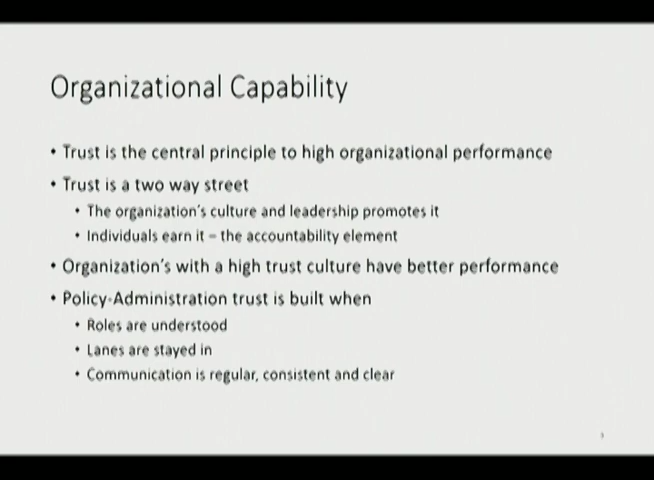 Organizational Capability
• Trust is the central principle to high organizational performance
• Trust is a two way street
• The organization's culture and leadership promotes it
• Individuals earn it – the accountability element
• Organization's with a high trust culture have better performance
• Policy-Administration trust is built when
• Roles are understood
• Lanes are stayed in
• Communication is regular, consistent and clear
3